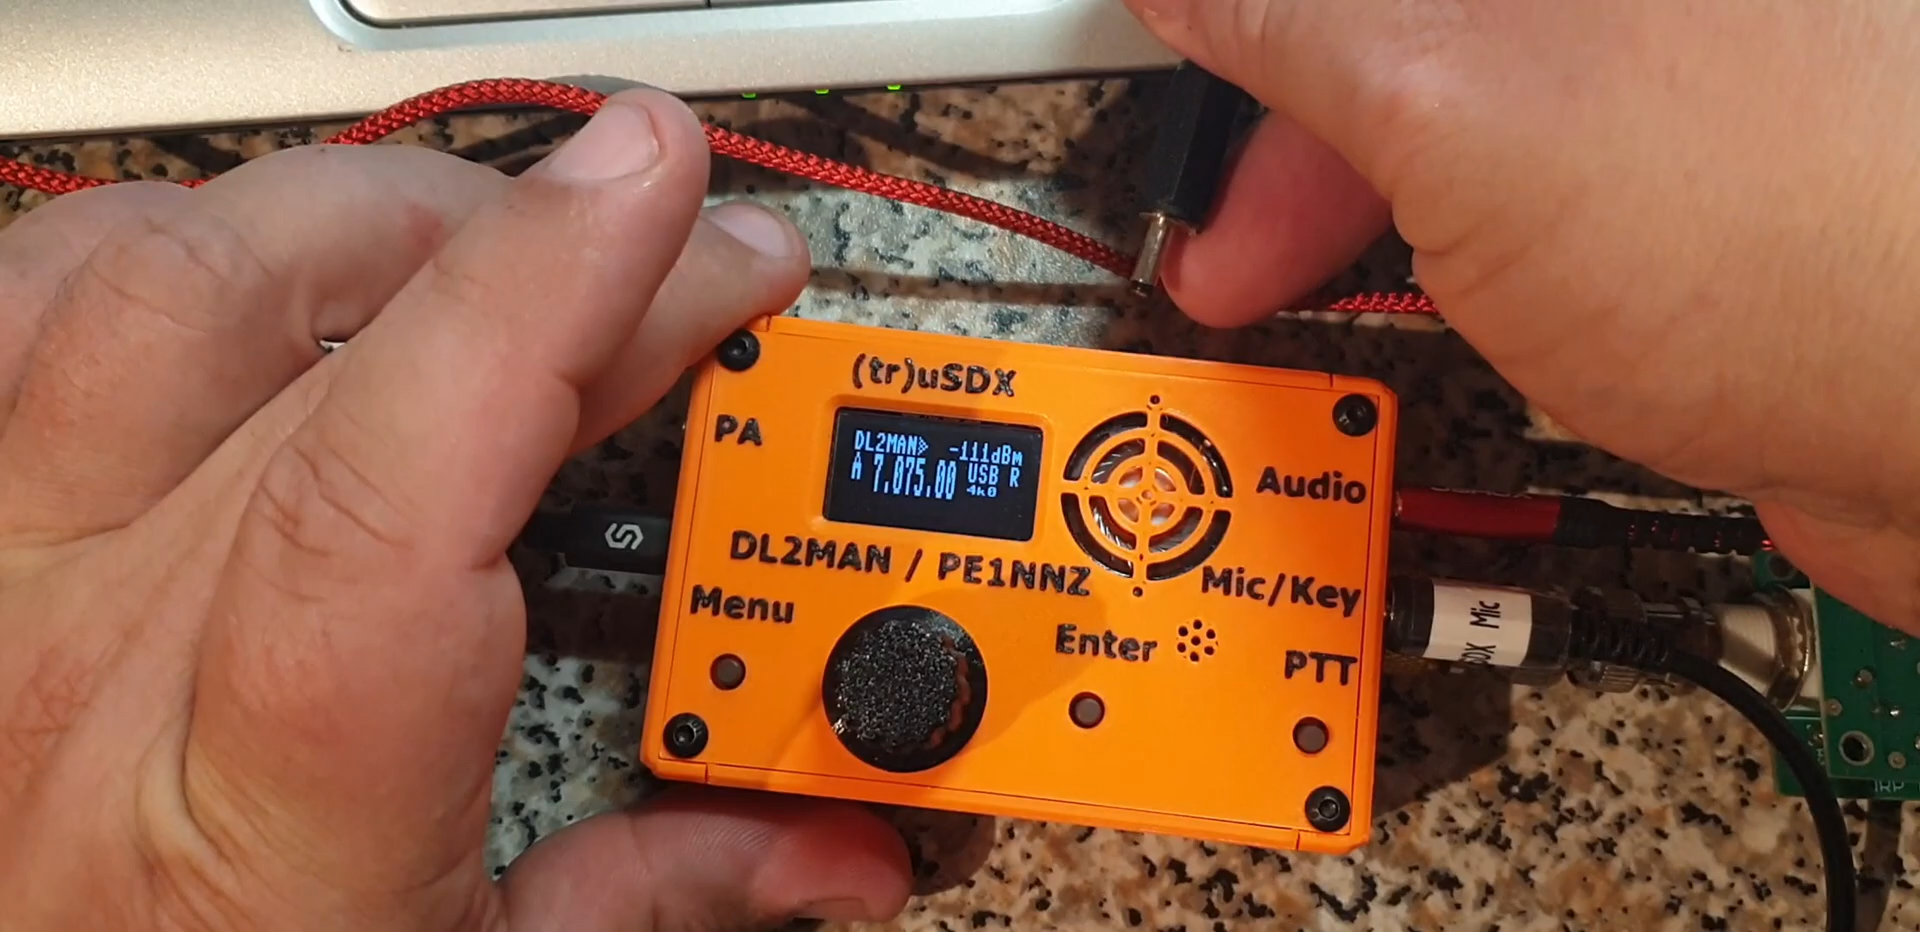 (tr)uSDX
PA
DL2MAN -111dBm
A 7,075.00 USB R
4k0
Audio
DL2MAN / PE1NNZ
Menu
Mic/Key
Enter
PTT
Mic